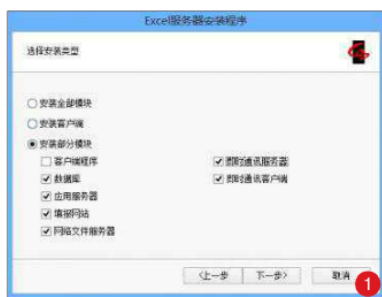 Excel服务器安装程序
选择安装类型
安装全部模块
安装客户端
安装部分模块
客户端程序
即时通讯服务器
数据库
即时通讯客户端
应用服务器
填报网站
网络文件服务器
<上一步
下一步>
取消
1